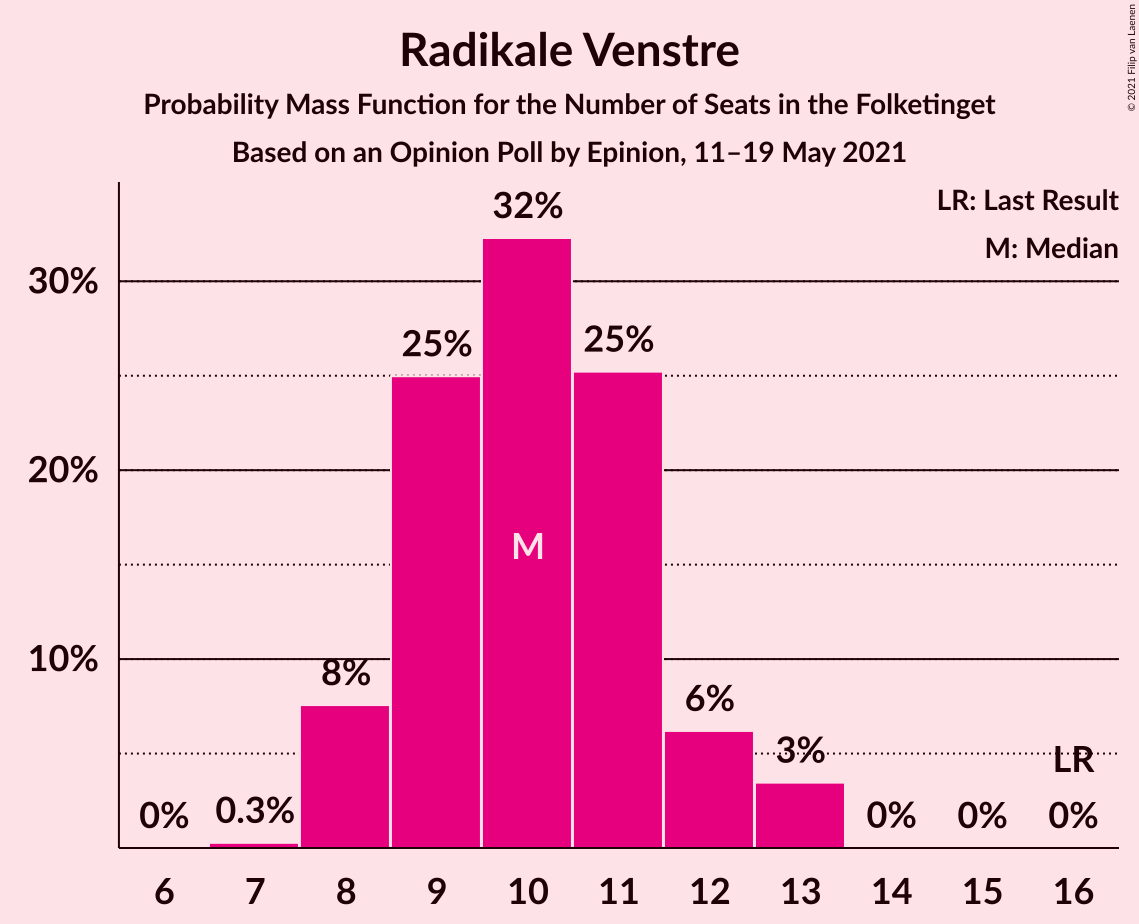 Radikale Venstre
Probability Mass Function for the Number of Seats in the Folketinget
Based on an Opinion Poll by Epinion, 11–19 May 2021
© 2021 Filip van Laenen
LR: Last Result
M: Median
30%
20%
10%
0%
0.3%
8%
25%
32%
25%
6%
3%
0%
0%
0%
LR
M
6 7 8 9 10 11 12 13 14 15 16